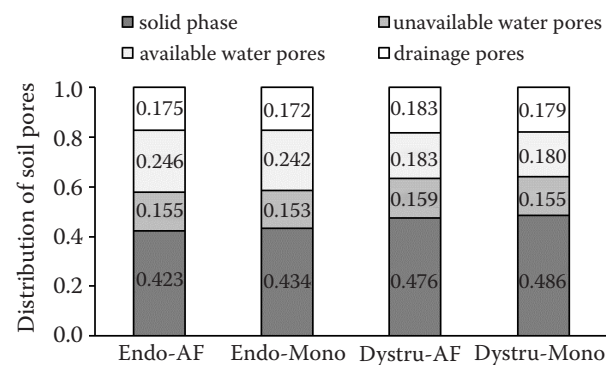 solid phase
unavailable water pores
available water pores
drainage pores
Distribution of soil pores
1.0
0.8
0.6
0.4
0.2
0.0
0.175
0.172
0.183
0.179
0.246
0.242
0.183
0.180
0.155
0.153
0.159
0.155
0.423
0.434
0.476
0.486
Endo-AF
Endo-Mono
Dystru-AF
Dystru-Mono